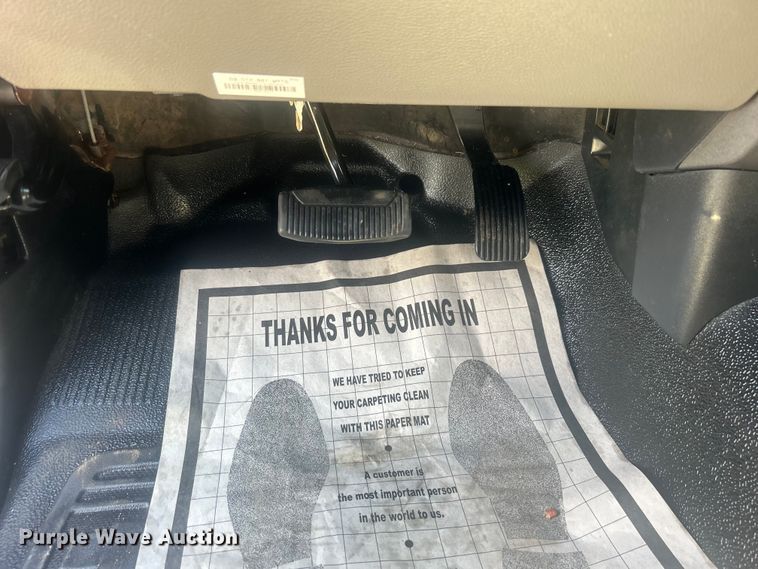 THANKS FOR COMING IN
WE HAVE TRIED TO KEEP
YOUR CARPETING CLEAN
WITH THIS PAPER MAT
A customer is
the most important person
in the world to us.
Purple Wave Auction